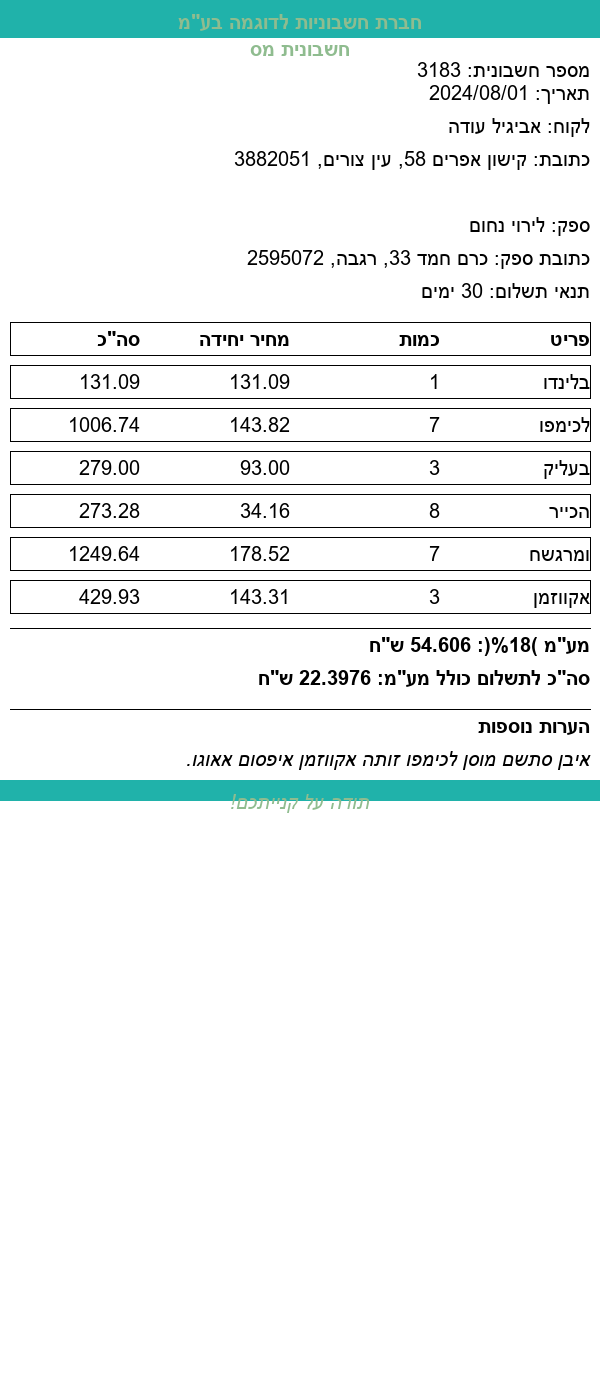 חברת חשבוניות לדוגמה בע"מ
חשבונית מס
מספר חשבונית: 3183
תאריך: 2024/08/01
לקוח: אביגיל עודה
כתובת: קישון אפרים 58, עין צורים, 3882051
ספק: לירוי נחום
כתובת ספק: כרם חמד 33, רגבה, 2595072
תנאי תשלום: 30 ימים
פריט כמות מחיר יחידה סה"כ
בלינדו 1 131.09 131.09
לכימפו 7 143.82 1006.74
בעליק 3 93.00 279.00
הכייר 8 34.16 273.28
ומרגשח 7 178.52 1249.64
אקווזמן 3 143.31 429.93
מע"מ )18%(: 54.606 ש"ח
סה"כ לתשלום כולל מע"מ: 22.3976 ש"ח
הערות נוספות
איבן סתשם מוסן לכימפו זותה אקווזמן איפסום אאוגו.
תודה על קנייתכם!